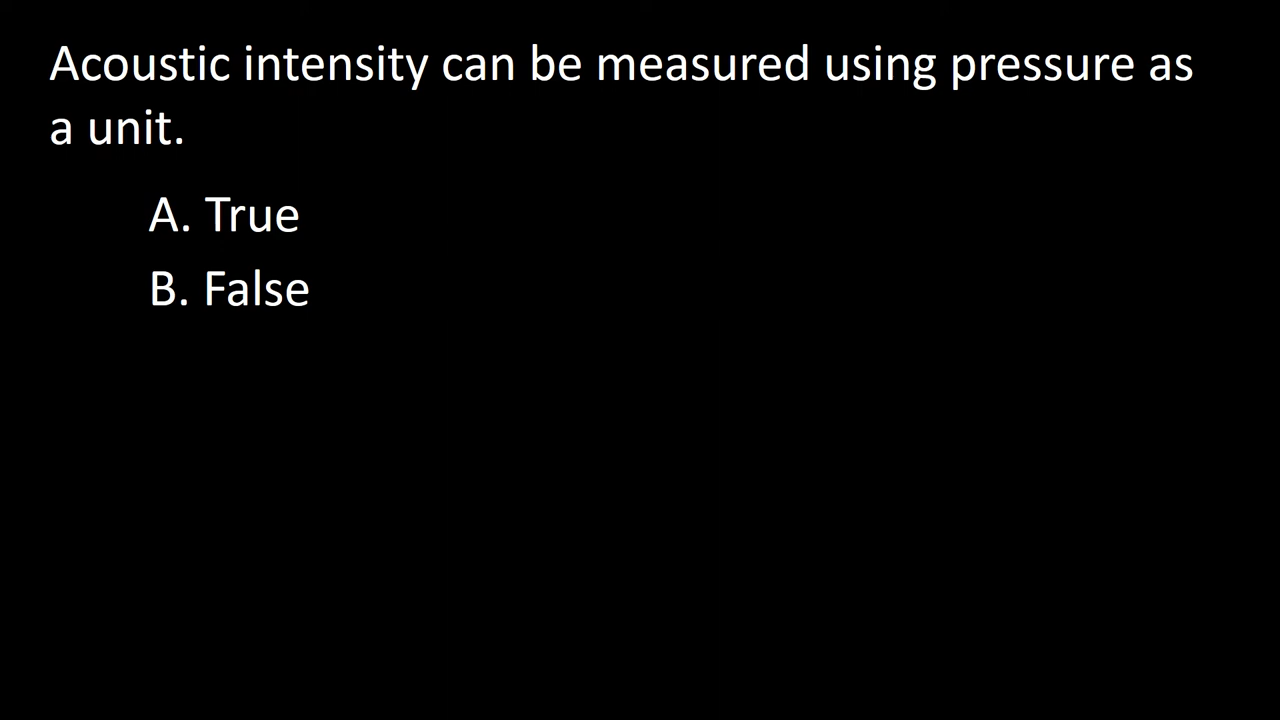 Acoustic intensity can be measured using pressure as
a unit.
A. True
B. False